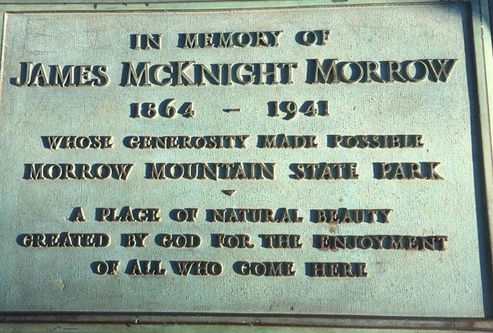 IN MEMORY OF
JAMES MCKNIGHT MORROW
1864 – 1941
WHOSE GENEROSITY MADE POSSIBLE
MORROW MOUNTAIN STATE PARK
A PLACE OF NATURAL BEAUTY
CREATED BY GOD FOR THE ENJOYMENT
OF ALL WHO COME HERE